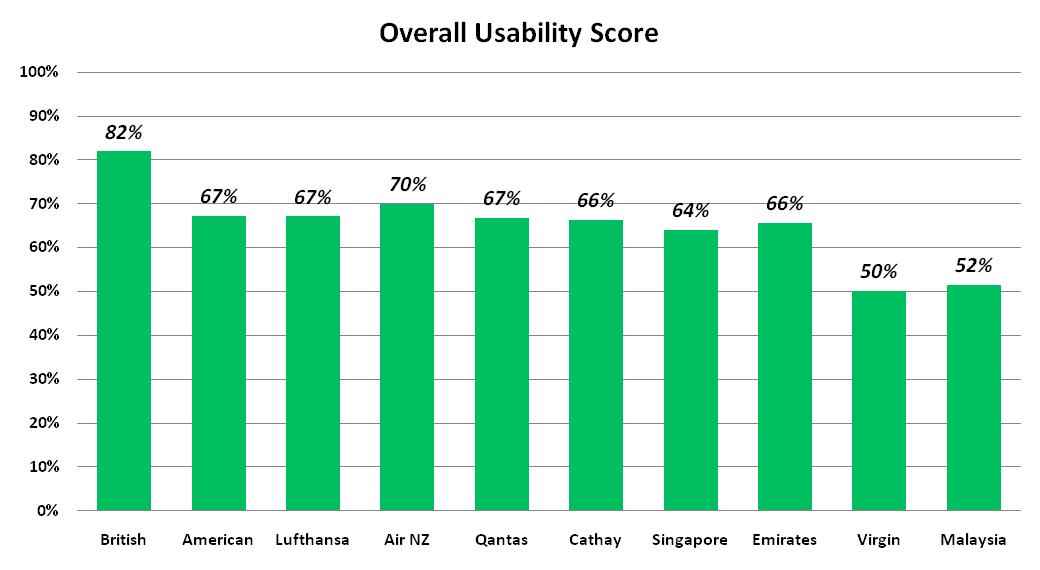 Overall Usability Score
100%
90%
80%
70%
60%
50%
40%
30%
20%
10%
0%
82%
67%
67%
70%
67%
66%
64%
66%
50%
52%
British
American
Lufthansa
Air NZ
Qantas
Cathay
Singapore
Emirates
Virgin
Malaysia